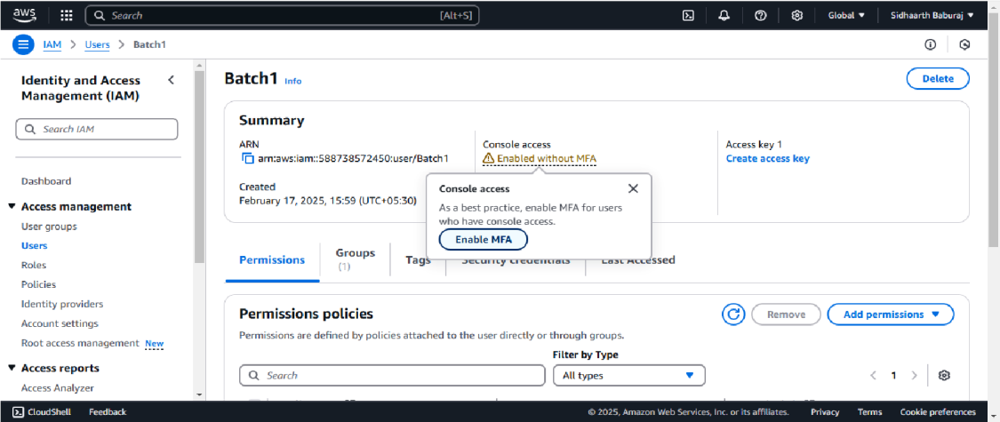 aws
Search [Alt+S] Global Sidhaarth Baburaj
IAM > Users > Batch1
Identity and Access
Management (IAM)
Search IAM
Dashboard
Access management
User groups
Users
Roles
Policies
Identity providers
Account settings
Root access management New
Access reports
Access Analyzer
Batch1 Info
Delete
Summary
ARN
arn:aws:iam::588738572450:user/Batch1
Created
February 17, 2025, 15:59 (UTC+05:30)
Console access
Enabled without MFA
Access key 1
Create access key
Console access
As a best practice, enable MFA for users
who have console access.
Enable MFA
Permissions
Groups
(1)
Tags
Security credentials
Last Accessed
Permissions policies
Remove
Add permissions
Permissions are defined by policies attached to the user directly or through groups.
Filter by Type
Search
All types
1
CloudShell Feedback © 2025, Amazon Web Services, Inc. or its affiliates. Privacy Terms Cookie preferences